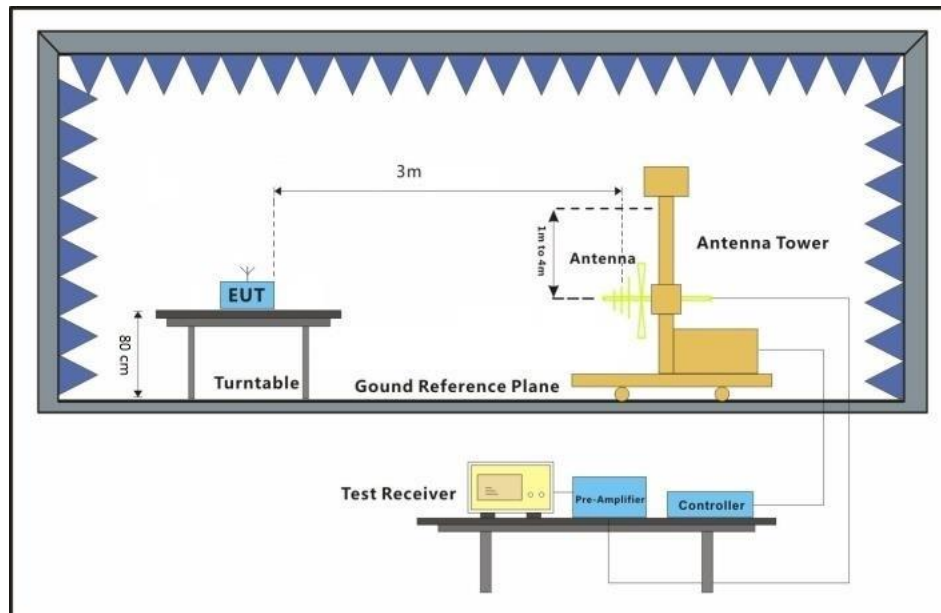 3m
1m to 4m
Antenna
Antenna Tower
EUT
80 cm
Turntable
Gound Reference Plane
Test Receiver
Pre-Amplifier
Controller